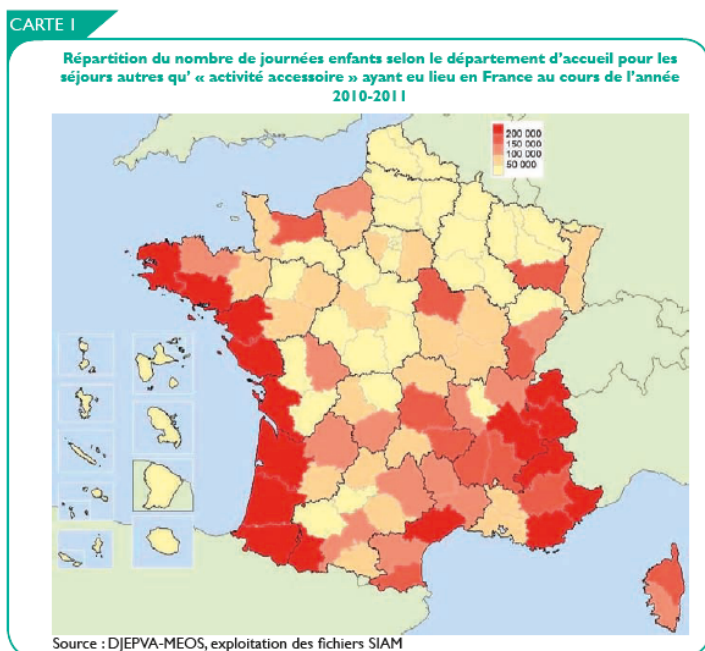 CARTE I
Répartition du nombre de journées enfants selon le département d'accueil pour les
séjours autres qu' « activité accessoire » ayant eu lieu en France au cours de l'année
2010-2011
200 000
150 000
100 000
50 000
Source : DJEPVA-MEOS, exploitation des fichiers SIAM